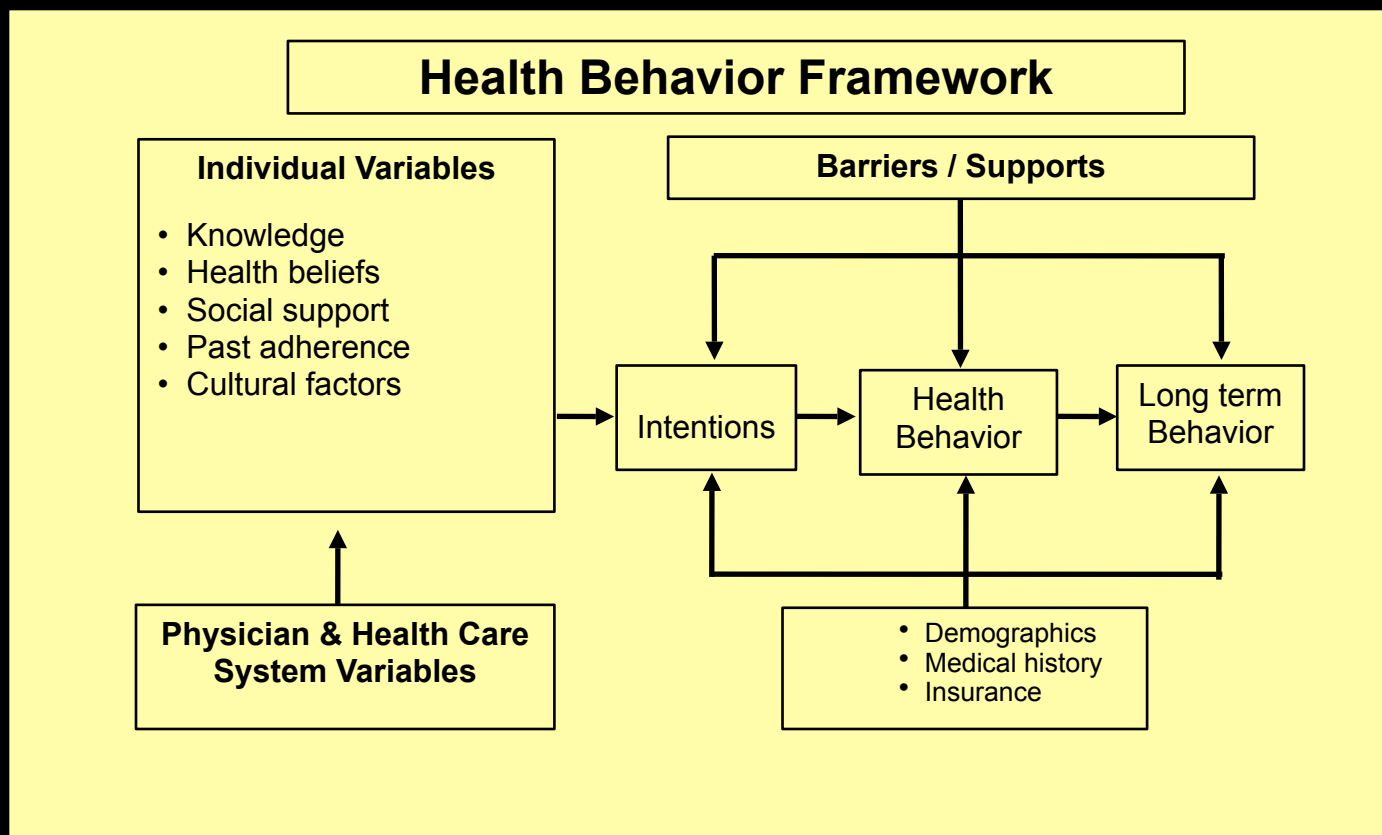 Health Behavior Framework
Individual Variables
• Knowledge
• Health beliefs
• Social support
• Past adherence
• Cultural factors
Barriers / Supports
Intentions
Health
Behavior
Long term
Behavior
Physician & Health Care
System Variables
• Demographics
• Medical history
• Insurance